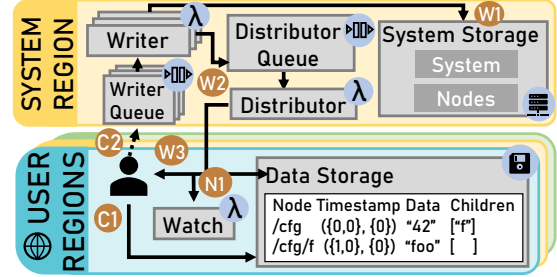 SYSTEM
REGION
Writer
λ
Writer
Queue
W2
Distributor
Queue
Distributor
λ
W1
System Storage
System
Nodes
USER
REGIONS
C2
C1
W3
N1
Watch
λ
Data Storage
Node Timestamp Data Children
/cfg ({0,0}, {0}) “42” ["f"]
/cfg/f ({1,0}, {0}) “foo” [ ]